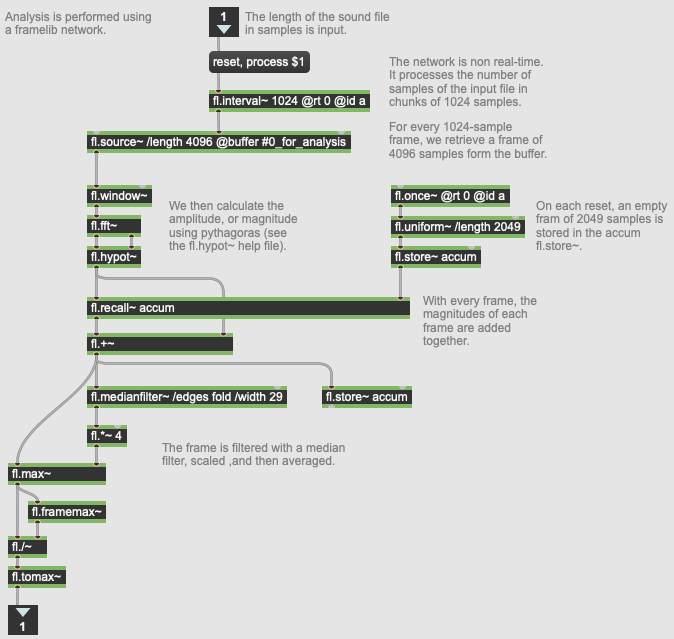 Analysis is performed using
a framelib network.
1
The length of the sound file
in samples is input.
reset, process $1
The network is non real-time.
It processes the number of
samples of the input file in
chunks of 1024 samples.
fl.interval~ 1024 @rt 0 @id a
For every 1024-sample
frame, we retrieve a frame of
4096 samples form the buffer.
fl.source~ /length 4096 @buffer #0_for_analysis
fl.window~
fl.fft~
fl.hypot~
We then calculate the
amplitude, or magnitude
using pythagoras (see
the fl.hypot~ help file).
fl.once~ @rt 0 @id a
fl.uniform~ /length 2049
fl.store~ accum
On each reset, an empty
fram of 2049 samples is
stored in the accum
fl.store~.
fl.recall~ accum
With every frame, the
magnitudes of each
frame are added
together.
fl.+~
fl.medianfilter~ /edges fold /width 29
fl.store~ accum
fl.*~ 4
The frame is filtered with a median
filter, scaled ,and then averaged.
fl.max~
fl.framemax~
fl./~
fl.tomax~
1